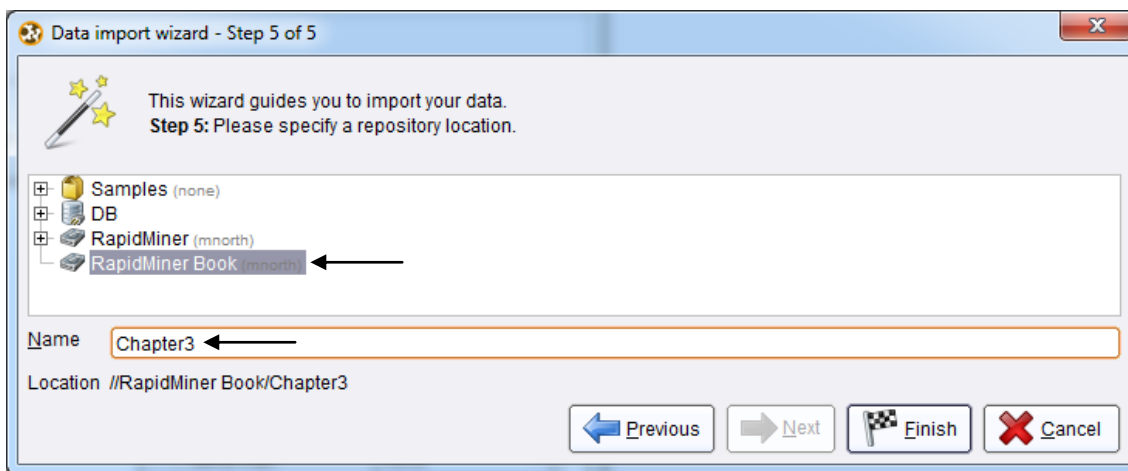 Data import wizard - Step 5 of 5
This wizard guides you to import your data.
Step 5: Please specify a repository location.
Samples (none)
DB
RapidMiner (mnorth)
RapidMiner Book (mnorth)
Name Chapter3
Location //RapidMiner Book/Chapter3
Previous Next Finish Cancel